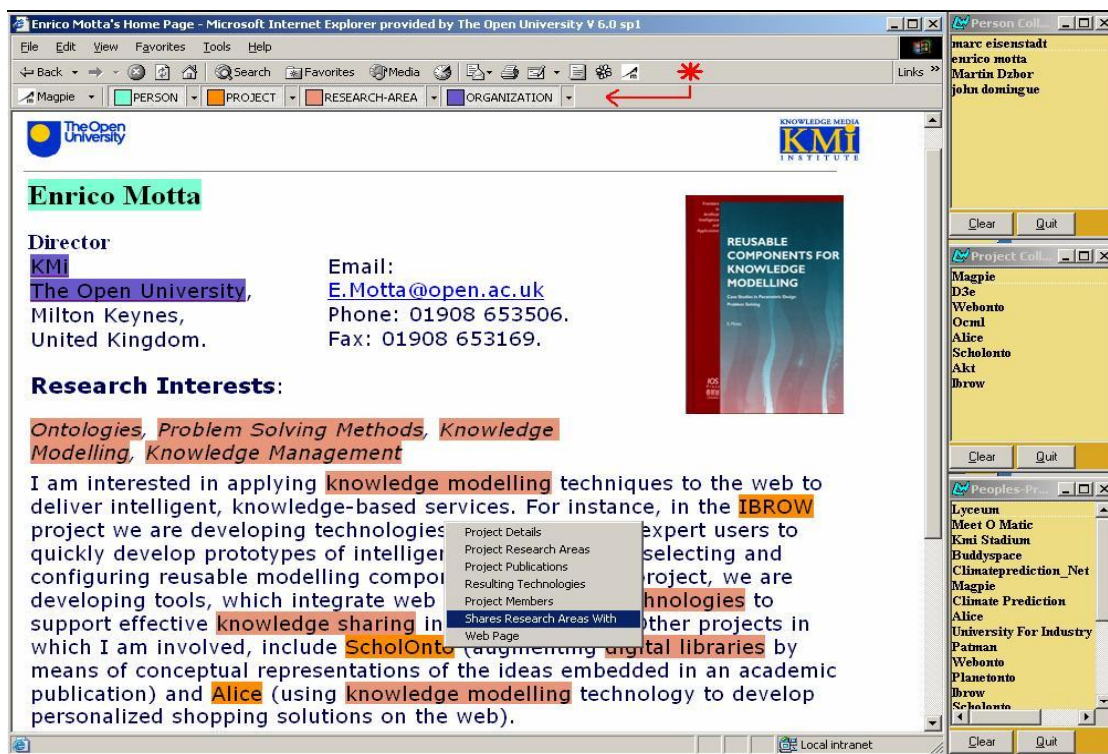 Enrico Motta's Home Page - Microsoft Internet Explorer provided by The Open University V 6.0 sp1
File Edit View Favorites Tools Help
Back Search Favorites Media Links »
Magpie PERSON PROJECT RESEARCH-AREA ORGANIZATION
The Open
University
KNOWLEDGE MEDIA
KMi
INSTITUTE
Enrico Motta
Director
KMi
The Open University,
Milton Keynes,
United Kingdom.
Email:
E.Motta@open.ac.uk
Phone: 01908 653506.
Fax: 01908 653169.
REUSABLE
COMPONENTS FOR
KNOWLEDGE
MODELLING
IOS
Research Interests:
Ontologies, Problem Solving Methods, Knowledge
Modelling, Knowledge Management
I am interested in applying knowledge modelling techniques to the web to
deliver intelligent, knowledge-based services. For instance, in the IBROW
project we are developing technologies expert users to
quickly develop prototypes of intelliger selecting and
configuring reusable modelling compor project, we are
developing tools, which integrate web hnologies to
support effective knowledge sharing in Other projects in
which I am involved, include ScholOnto (augmenting digital libraries by
means of conceptual representations of the ideas embedded in an academic
publication) and Alice (using knowledge modelling technology to develop
personalized shopping solutions on the web).
Project Details
Project Research Areas
Project Publications
Resulting Technologies
Project Members
Shares Research Areas With
Web Page
Local intranet
Person Coll...
marc eisenstadt
enrico motta
Martin Dzbor
john domingue
Clear Quit
Project Coll...
Magpie
D3e
Webonto
Ocml
Alice
Scholonto
Akt
Ibrow
Clear Quit
Peoples-Pr...
Lyceum
Meet O Matic
Kmi Stadium
Buddyspace
Climateprediction_Net
Magpie
Climate Prediction
Alice
University For Industry
Patman
Webonto
Planetonto
Ibrow
Scholonto
Clear Quit